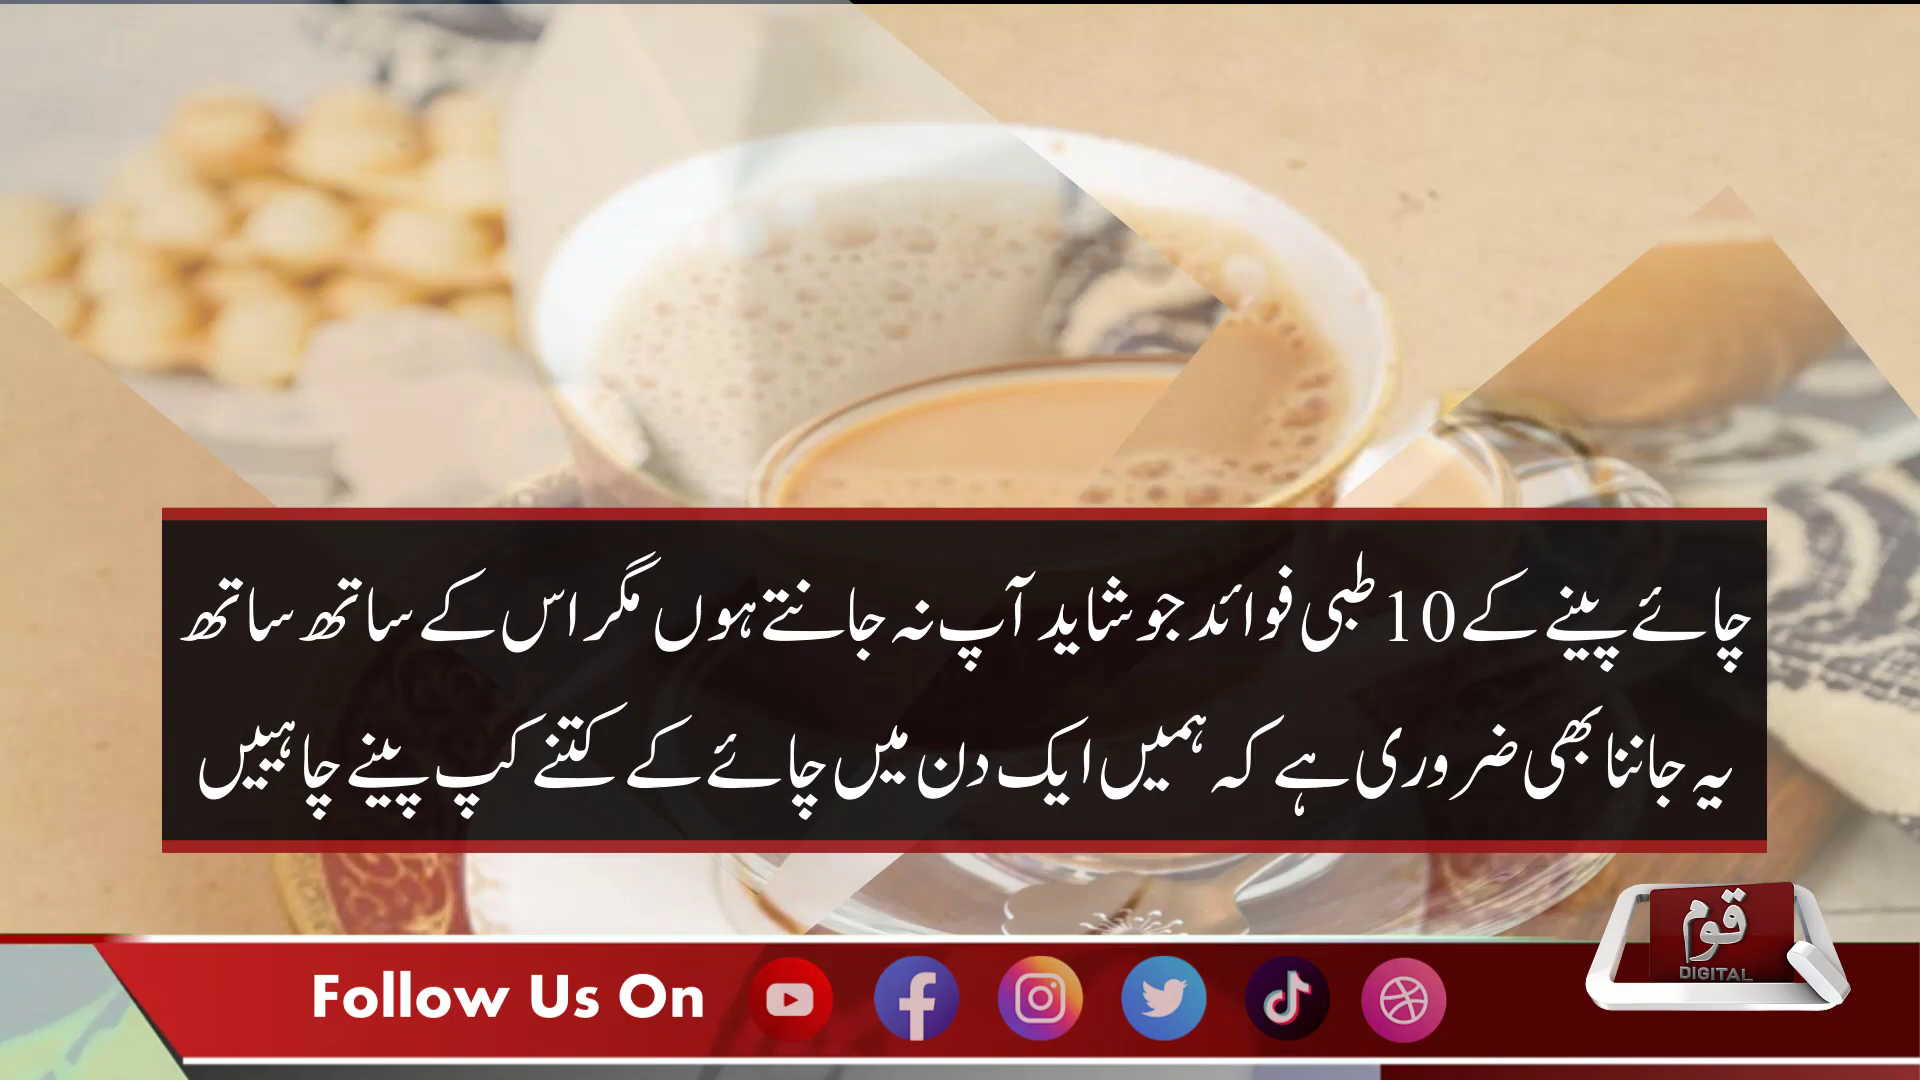 چائے پینے کے 10 طبی فوائد جو شاید آپ نہ جانتے ہوں مگر اس کے ساتھ ساتھ
یہ جاننا بھی ضروری ہے کہ ہمیں ایک دن میں چائے کے کتنے کپ پینے چاہییں
قوم
DIGITAL
Follow Us On